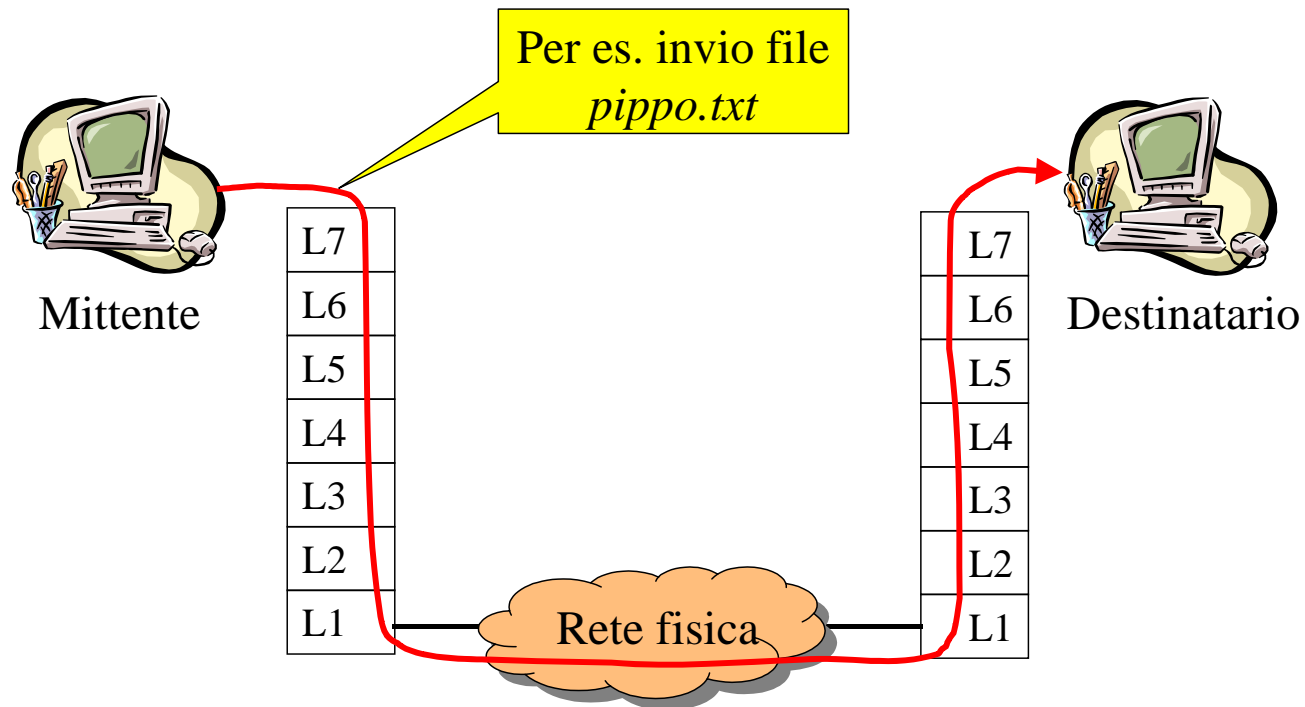 Per es. invio file
pippo.txt
Mittente
L7
L6
L5
L4
L3
L2
L1
Rete fisica
L7
L6
L5
L4
L3
L2
L1
Destinatario